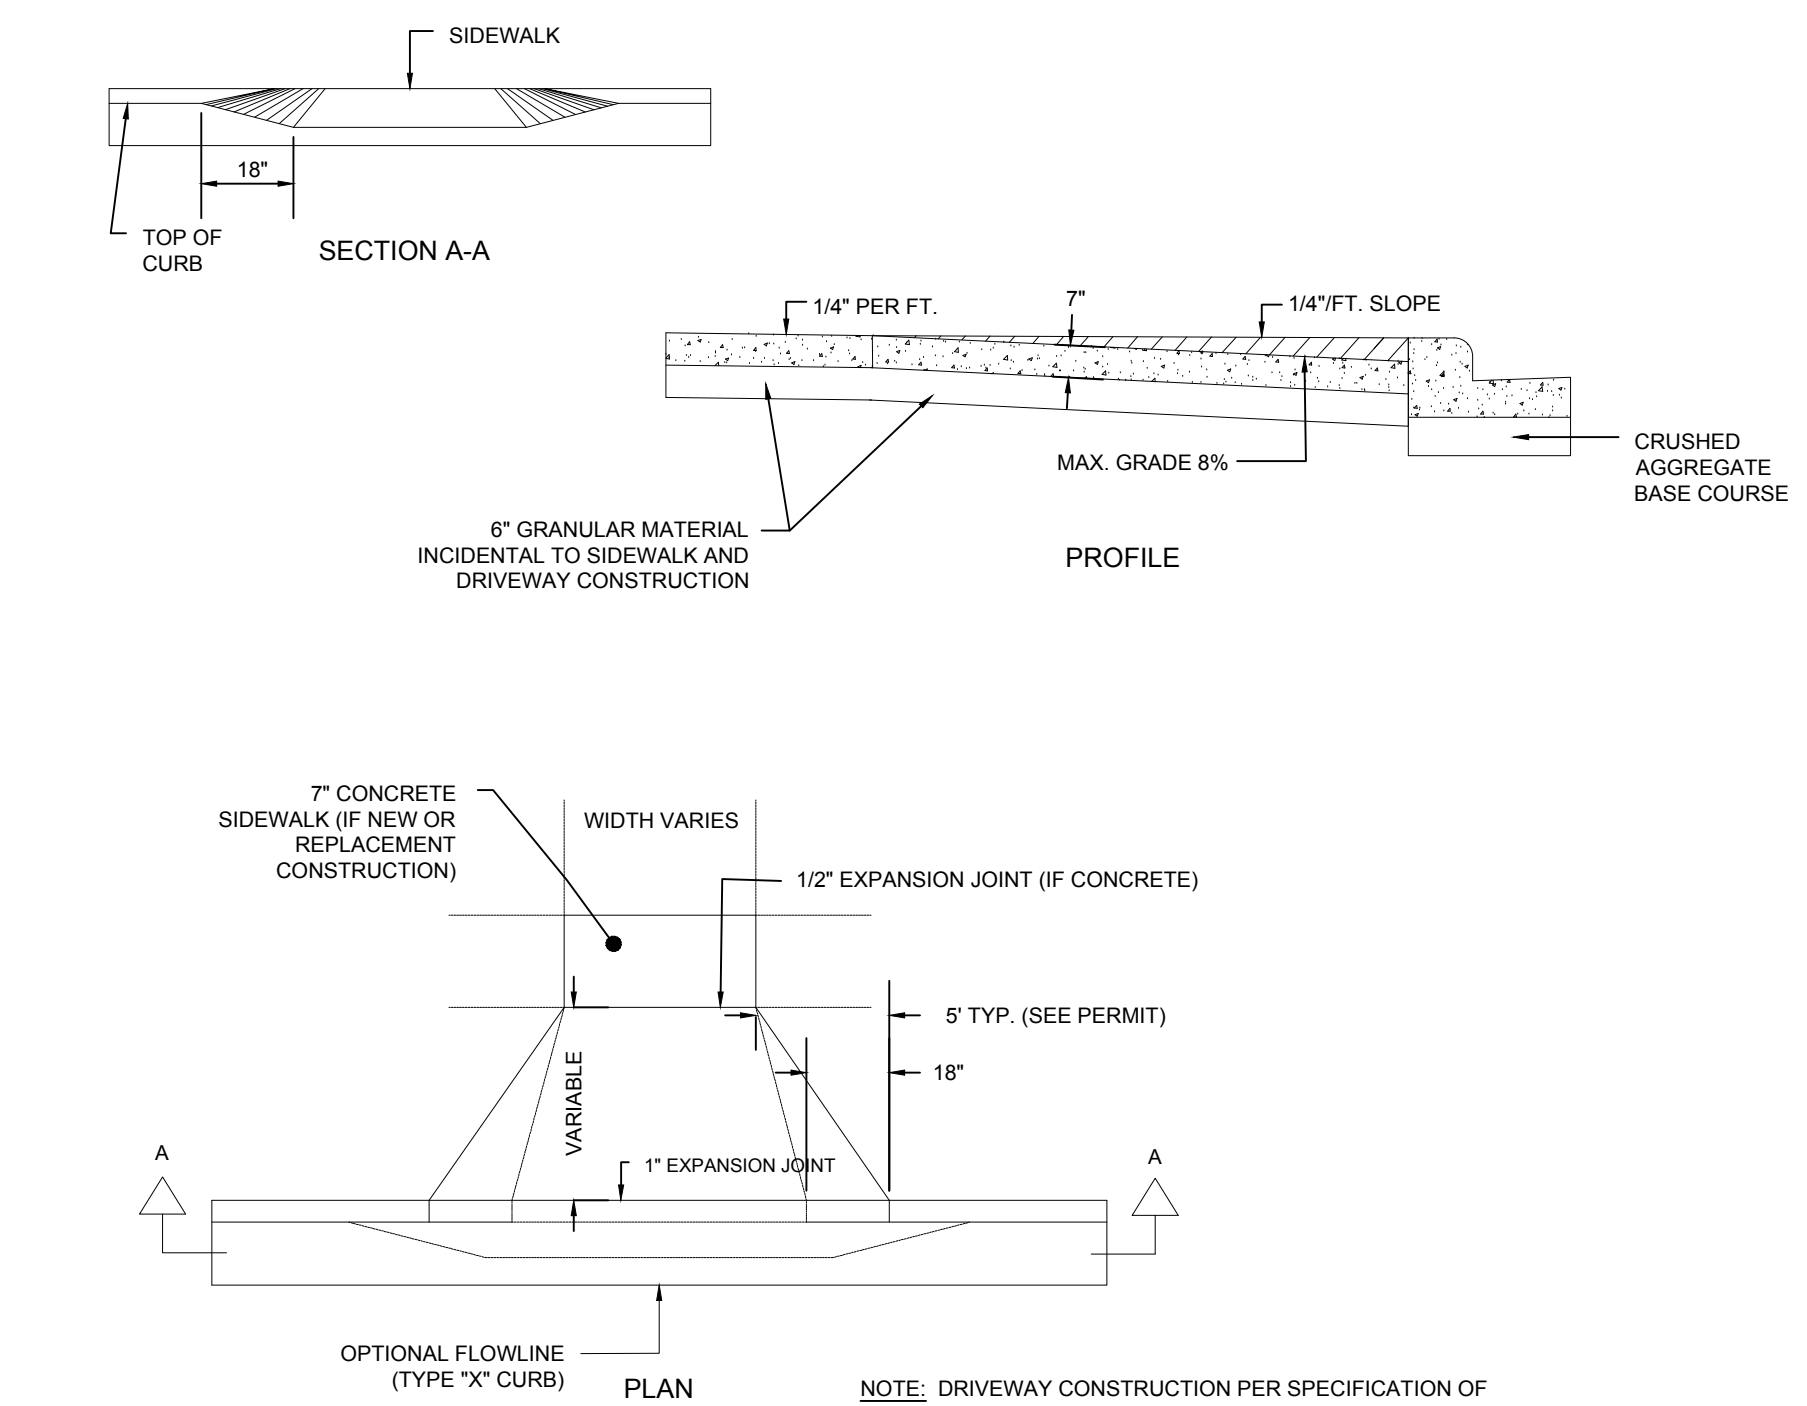 SIDEWALK
18"
TOP OF
CURB
SECTION A-A
1/4" PER FT.
7"
1/4"/FT. SLOPE
MAX. GRADE 8%
CRUSHED
AGGREGATE
BASE COURSE
6" GRANULAR MATERIAL
INCIDENTAL TO SIDEWALK AND
DRIVEWAY CONSTRUCTION
PROFILE
7" CONCRETE
SIDEWALK (IF NEW OR
REPLACEMENT
CONSTRUCTION)
WIDTH VARIES
1/2" EXPANSION JOINT (IF CONCRETE)
5' TYP. (SEE PERMIT)
18"
VARIABLE
1" EXPANSION JOINT
A
A
OPTIONAL FLOWLINE
(TYPE "X" CURB)
PLAN
NOTE: DRIVEWAY CONSTRUCTION PER SPECIFICATION OF